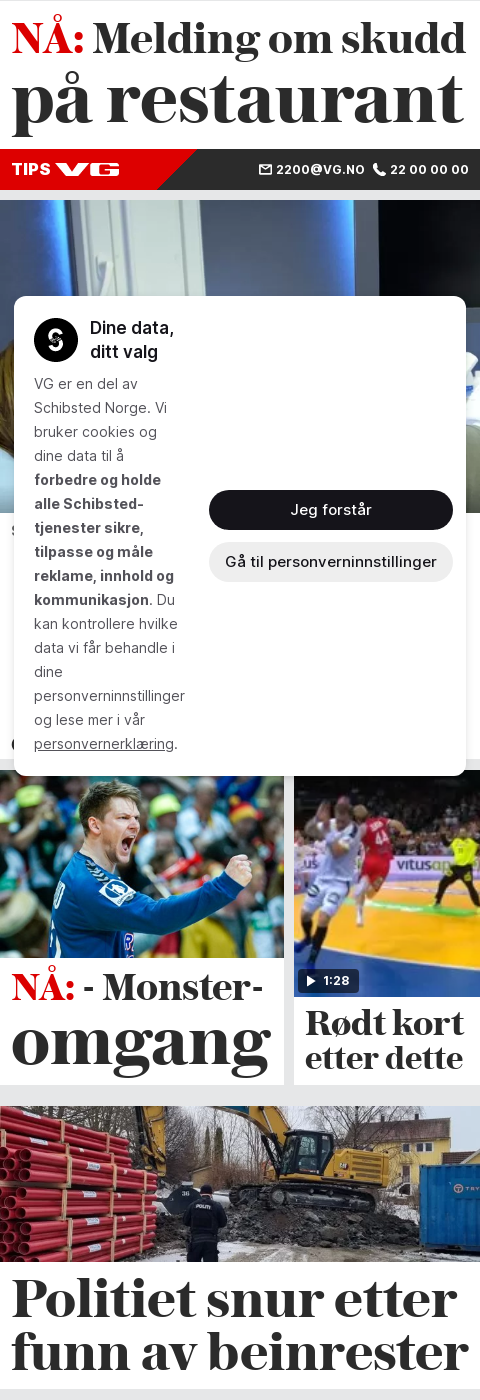 NÅ: Melding om skudd
på restaurant
TIPS VG
2200@VG.NO 22 00 00 00
Dine data,
ditt valg
VG er en del av
Schibsted Norge. Vi
bruker cookies og
dine data til å
forbedre og holde
alle Schibsted-
tjenester sikre,
tilpasse og måle
reklame, innhold og
kommunikasjon. Du
kan kontrollere hvilke
data vi får behandle i
dine
personverninnstillinger
og lese mer i vår
personvernerklæring.
Jeg forstår
Gå til personverninnstillinger
vitusap
1:28
NÅ: - Monster-
omgang
Rødt kort
etter dette
36
POLITI
CAT
TRY
Politiet snur etter
funn av beinrester